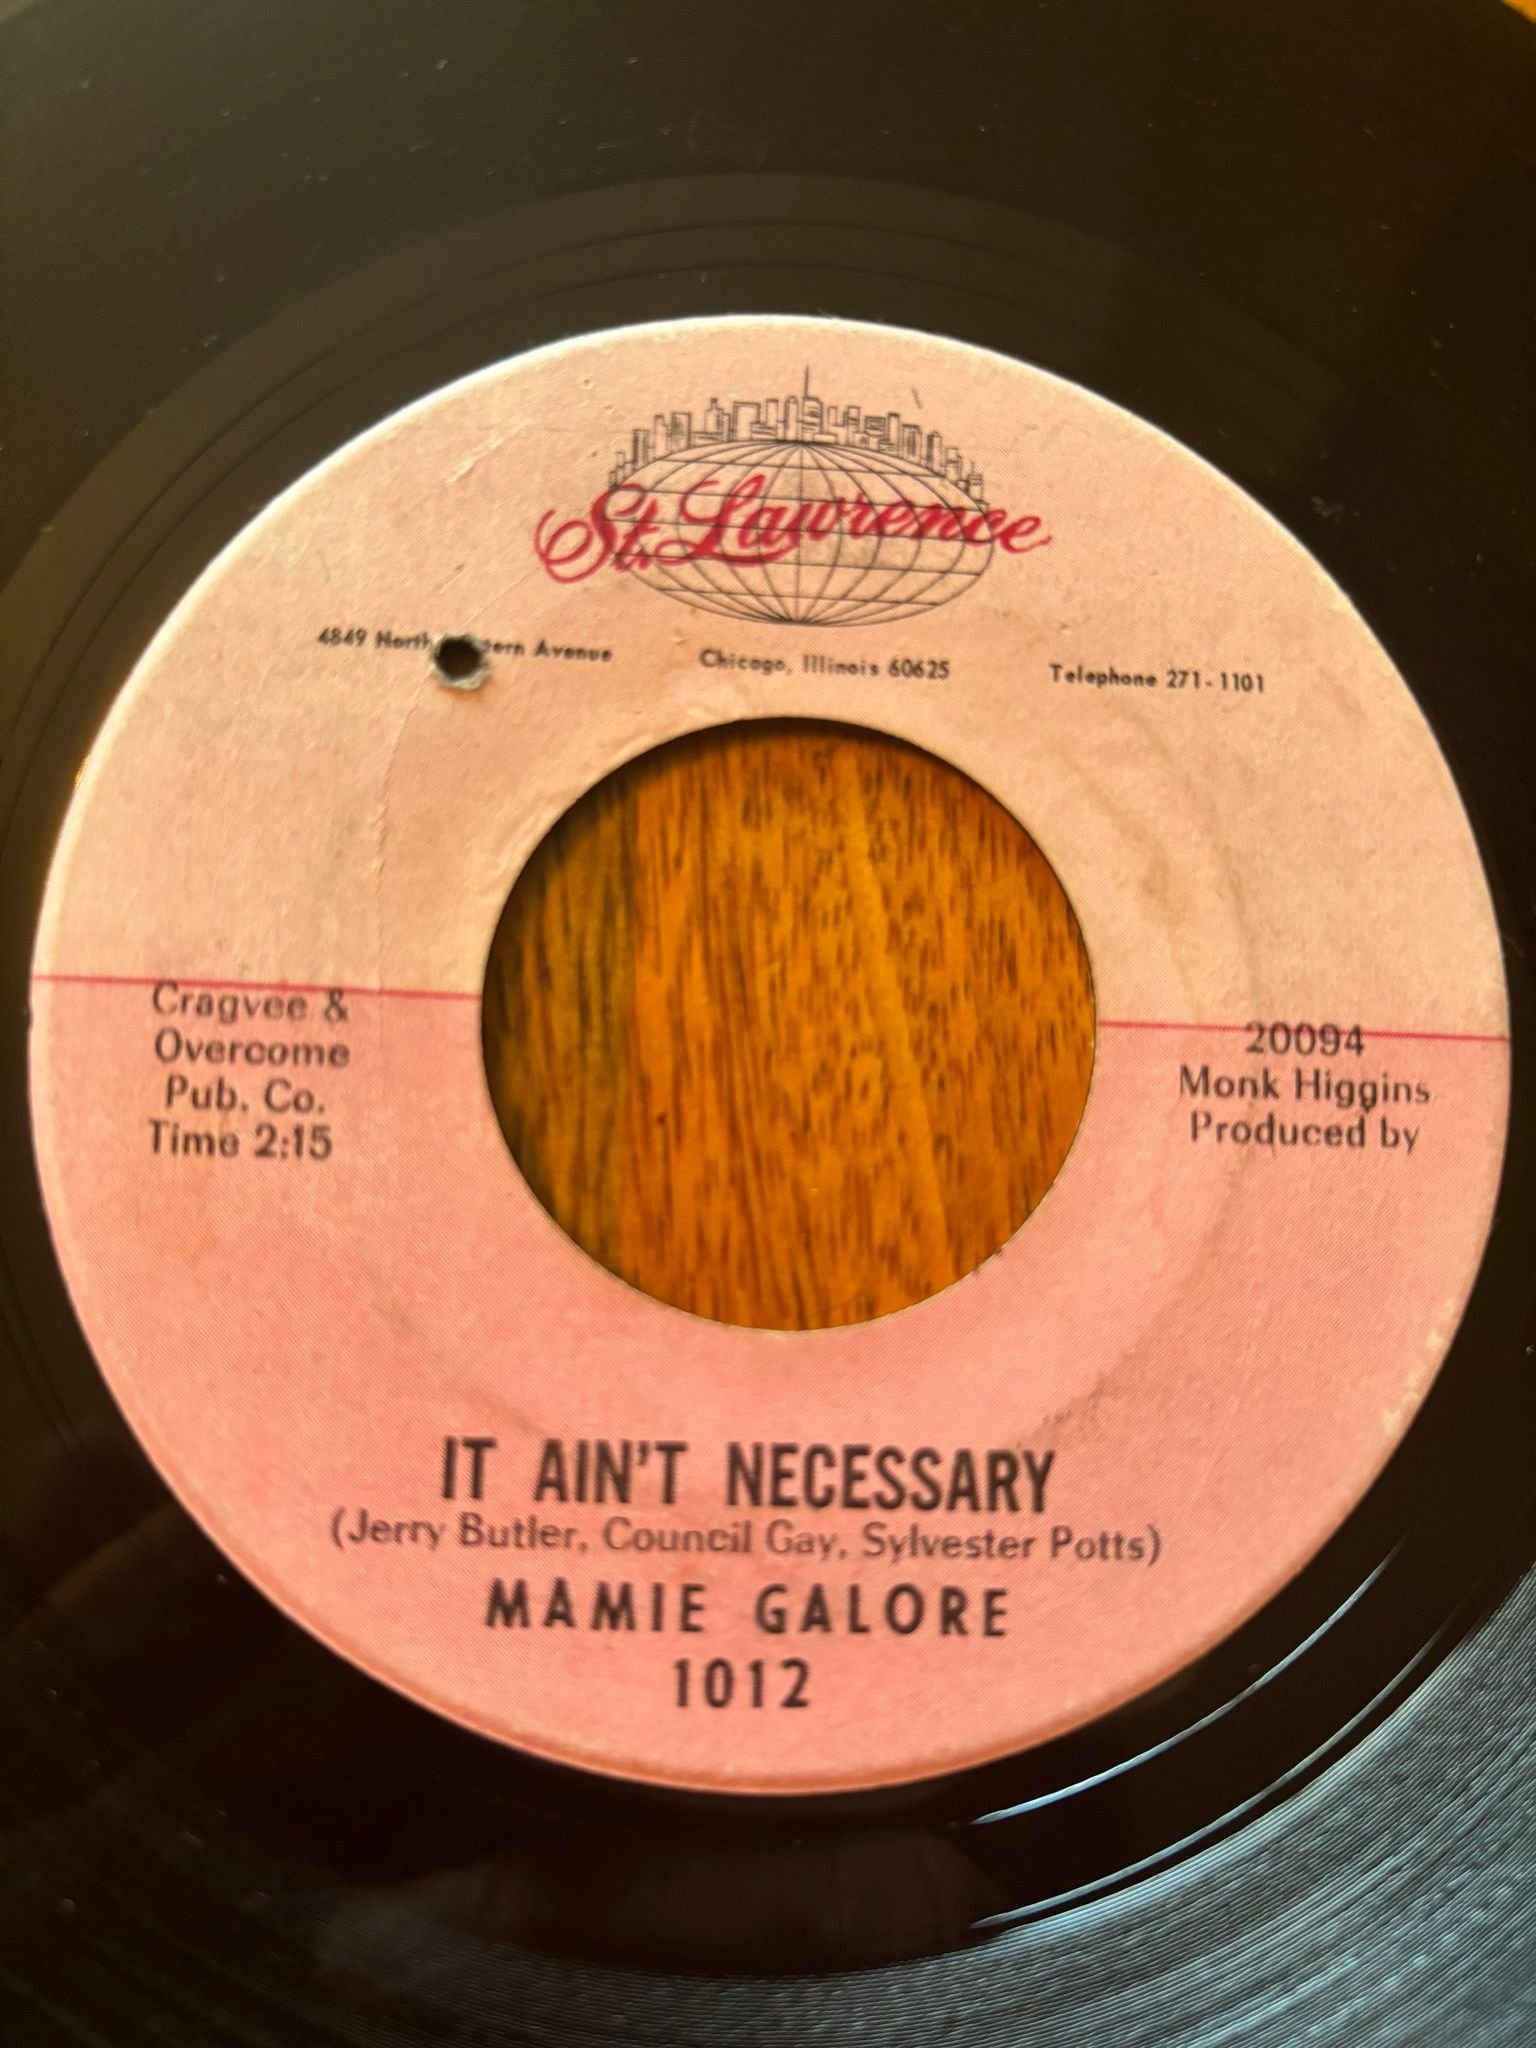 St. Lawrence
4849 North Avenue
Chicago, Illinois 60625
Telephone 271-1101
Cragvee &
Overcome
Pub. Co.
Time 2:15
20094
Monk Higgins
Produced by
IT AIN'T NECESSARY
(Jerry Butler, Council Gay, Sylvester Potts)
MAMIE GALORE
1012